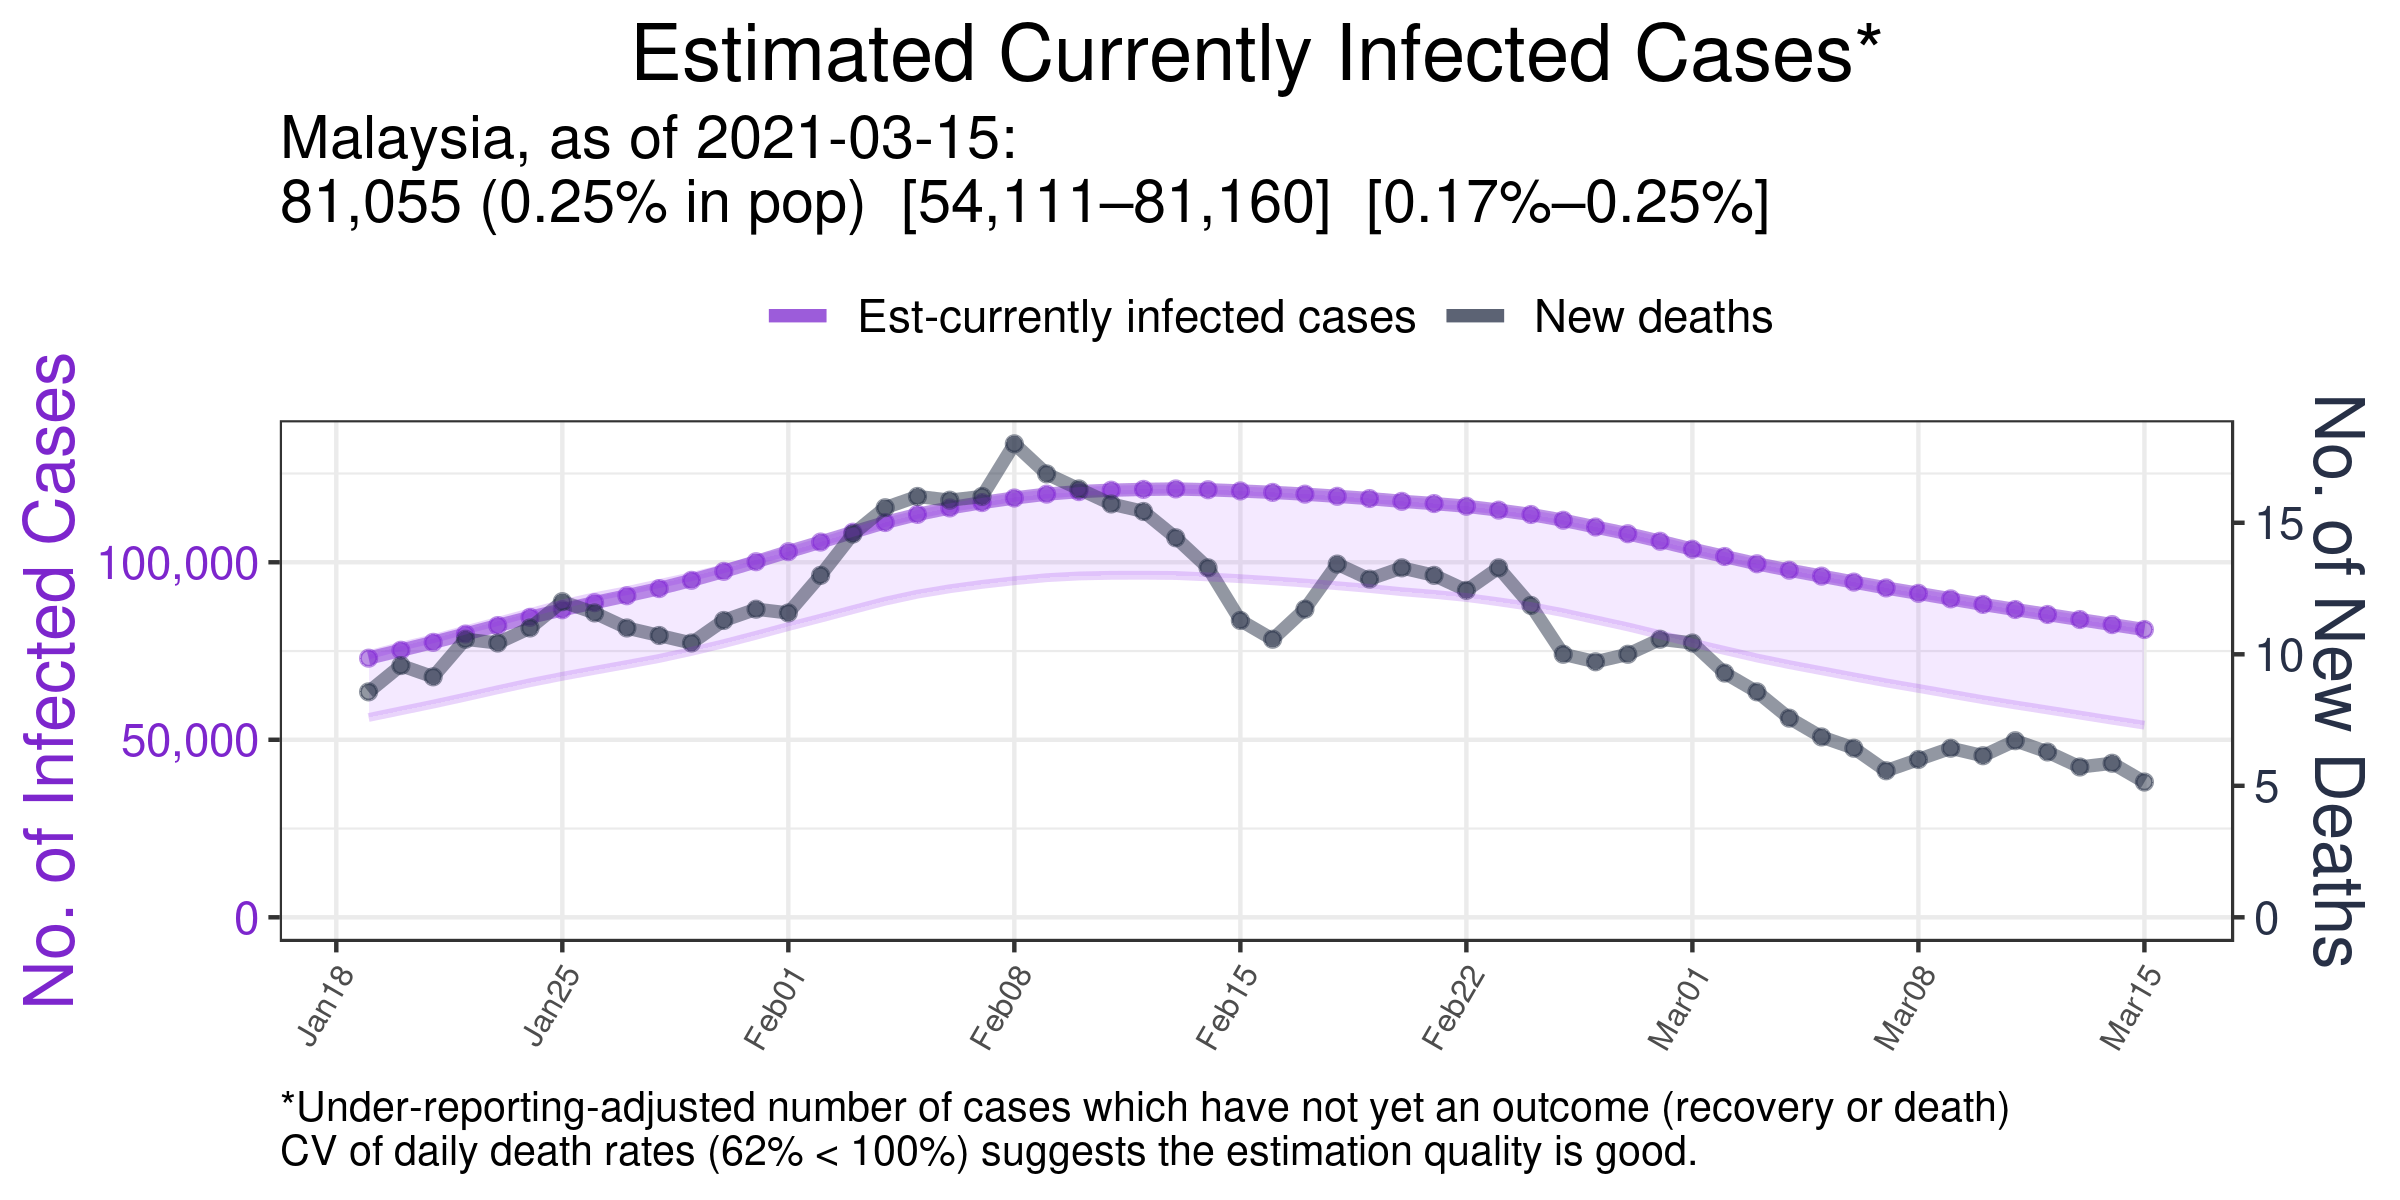 Estimated Currently Infected Cases*
Malaysia, as of 2021-03-15:
81,055 (0.25% in pop)  [54,111–81,160]  [0.17%–0.25%]
Est-currently infected cases
New deaths
No. of Infected Cases
100,000
50,000
0
No. of New Deaths
15
10
5
0
Jan18
Jan25
Feb01
Feb08
Feb15
Feb22
Mar01
Mar08
Mar15
*Under-reporting-adjusted number of cases which have not yet an outcome (recovery or death)
CV of daily death rates (62% < 100%) suggests the estimation quality is good.